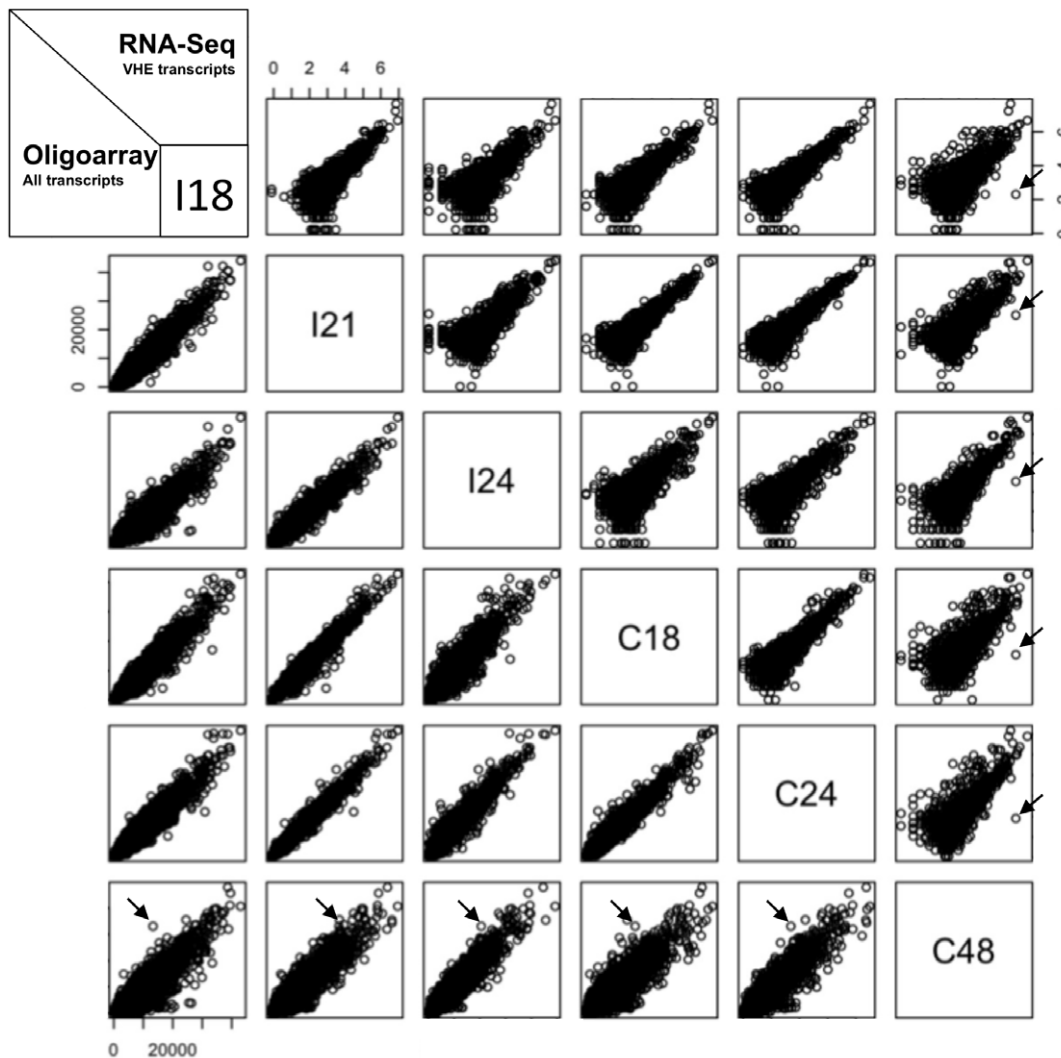 RNA-Seq
VHE transcripts
Oligoarray
All transcripts
I18
0 2 4 6
I21
0 20000
I24
C18
C24
C48
0 20000